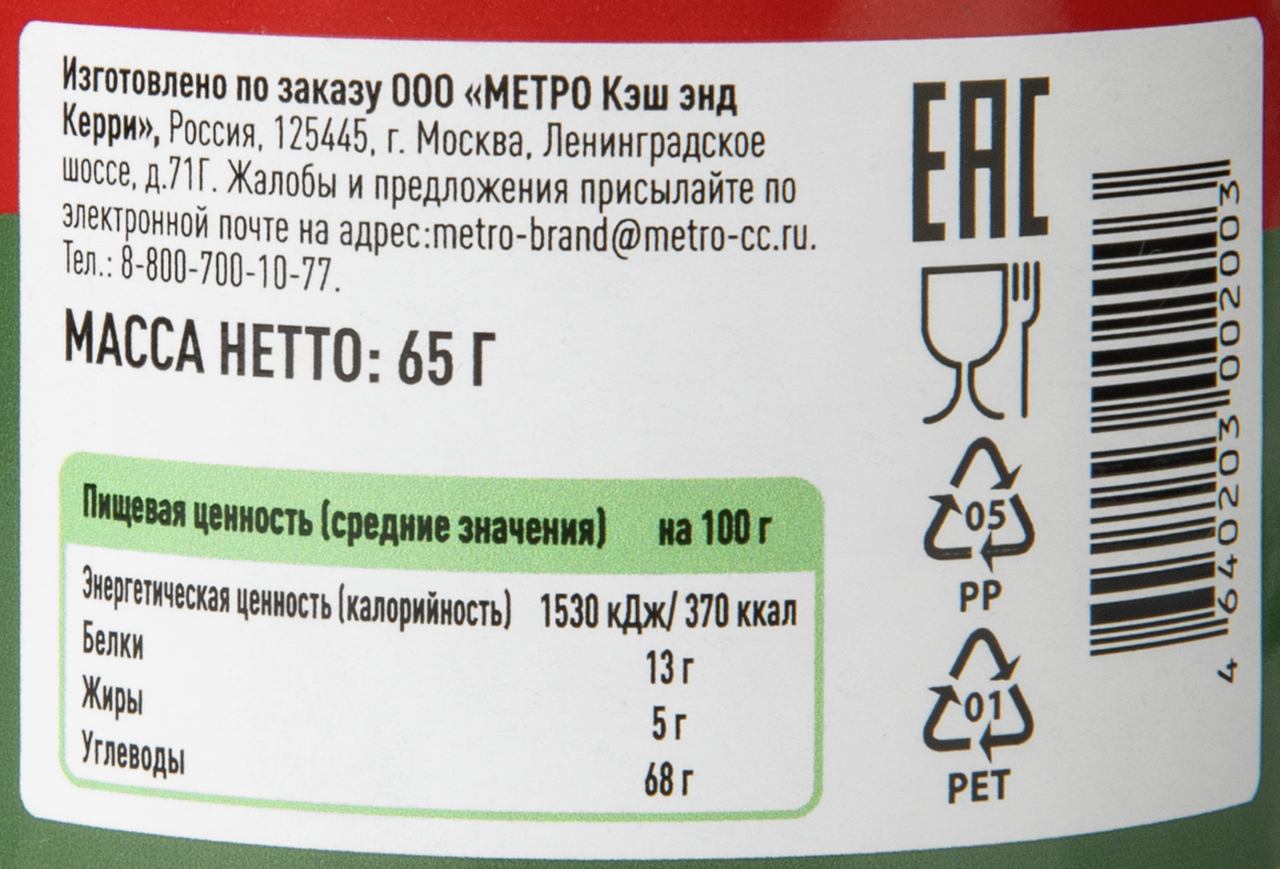 Изготовлено по заказу ООО «МЕТРО Кэш энд
Керри», Россия, 125445, г. Москва, Ленинградское
шоссе, д.71Г. Жалобы и предложения присылайте по
электронной почте на адрес:metro-brand@metro-cc.ru.
Тел.: 8-800-700-10-77.
МАССА НЕТТО: 65 Г
Пищевая ценность (средние значения) на 100 г
Энергетическая ценность (калорийность) 1530 кДж/ 370 ккал
Белки 13 г
Жиры 5 г
Углеводы 68 г
EAC
05
PP
01
PET
4 640203 002003